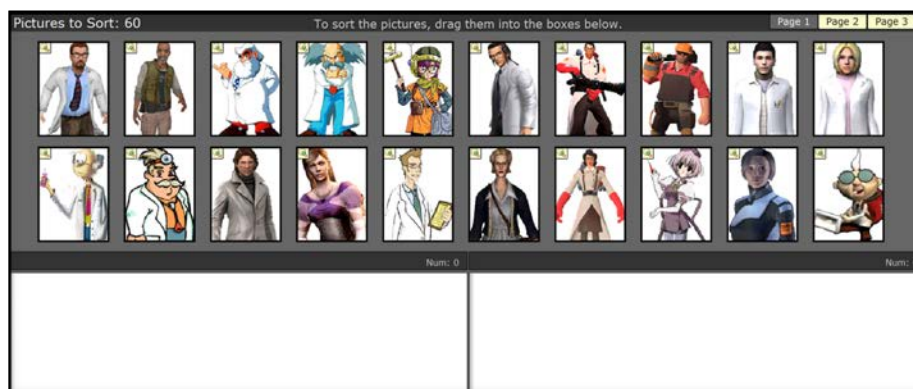 Pictures to Sort: 60
To sort the pictures, drag them into the boxes below.
Page 1
Page 2
Page 3
Num: 0
Num: